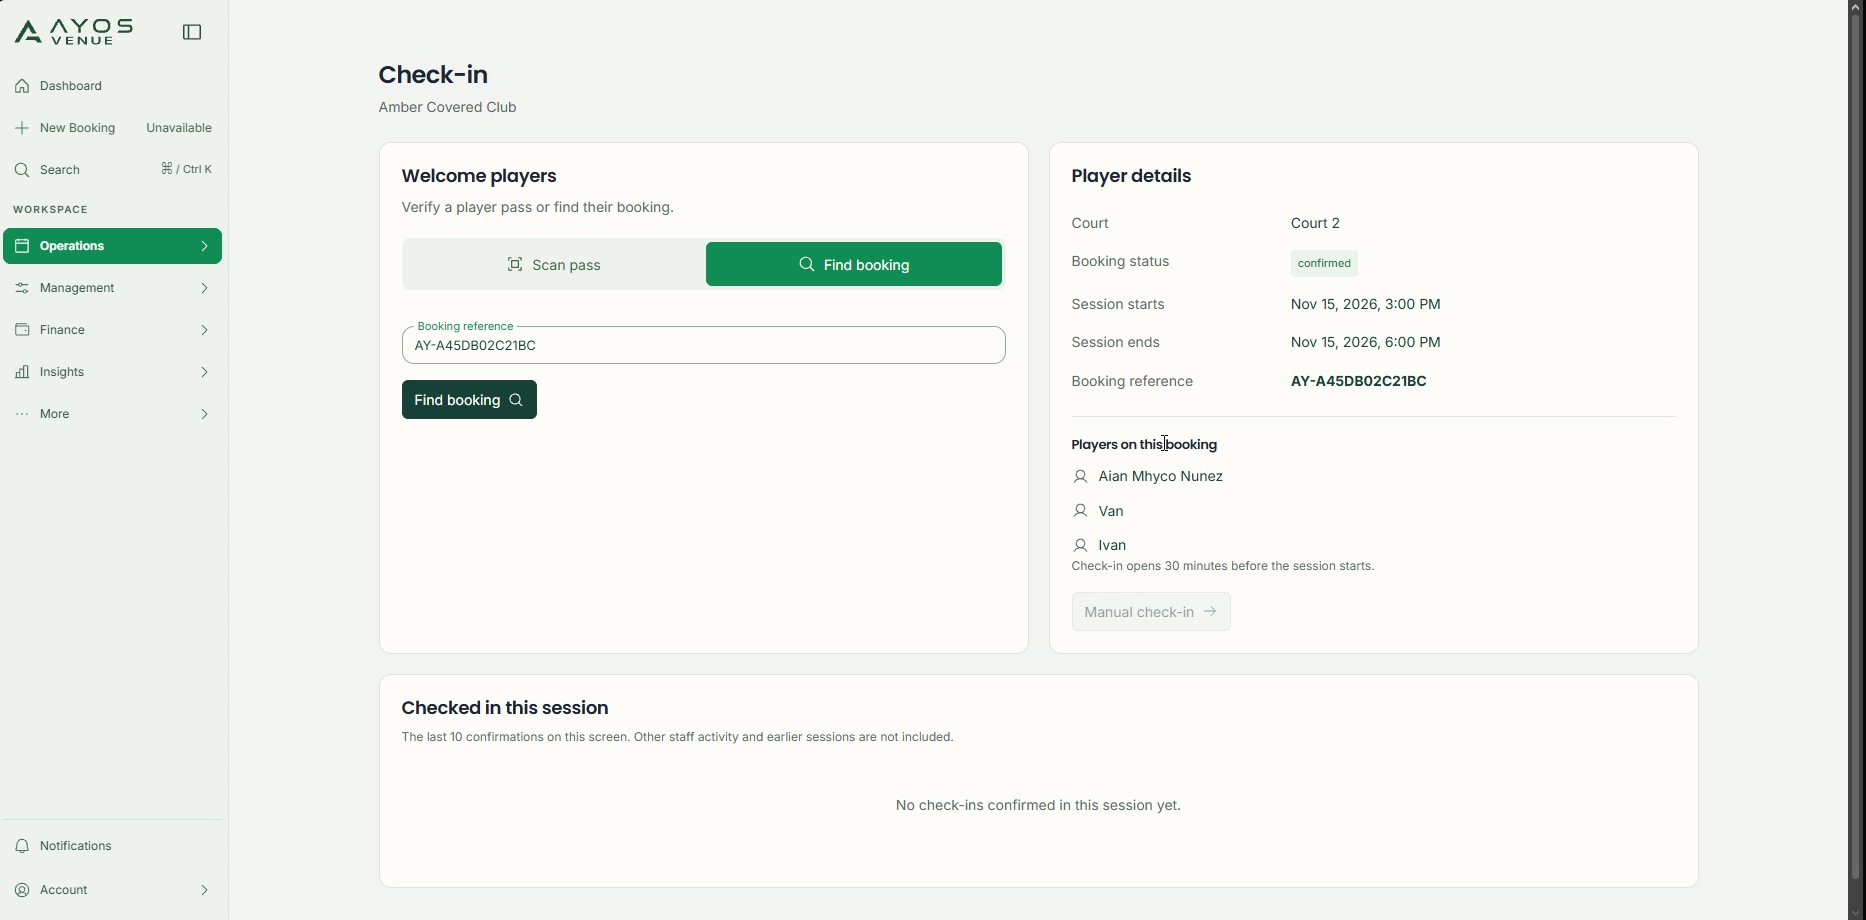 AYOS
VENUE
Dashboard
New Booking Unavailable
Search ⌘ / Ctrl K
WORKSPACE
Operations
Management
Finance
Insights
More
Notifications
Account
Check-in
Amber Covered Club
Welcome players
Verify a player pass or find their booking.
Scan pass Find booking
Booking reference
AY-A45DB02C21BC
Find booking
Player details
Court Court 2
Booking status confirmed
Session starts Nov 15, 2026, 3:00 PM
Session ends Nov 15, 2026, 6:00 PM
Booking reference AY-A45DB02C21BC
Players on this booking
Aian Mhyco Nunez
Van
Ivan
Check-in opens 30 minutes before the session starts.
Manual check-in
Checked in this session
The last 10 confirmations on this screen. Other staff activity and earlier sessions are not included.
No check-ins confirmed in this session yet.